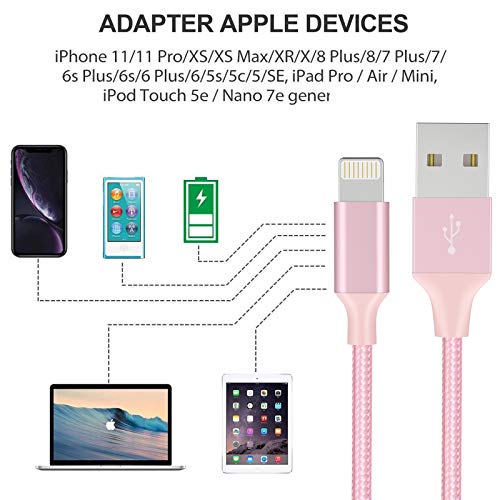 ADAPTER APPLE DEVICES
iPhone 11/11 Pro/XS/XS Max/XR/X/8 Plus/8/7 Plus/7/
6s Plus/6s/6 Plus/6/5s/5c/5/SE, iPad Pro / Air / Mini,
iPod Touch 5e / Nano 7e gener